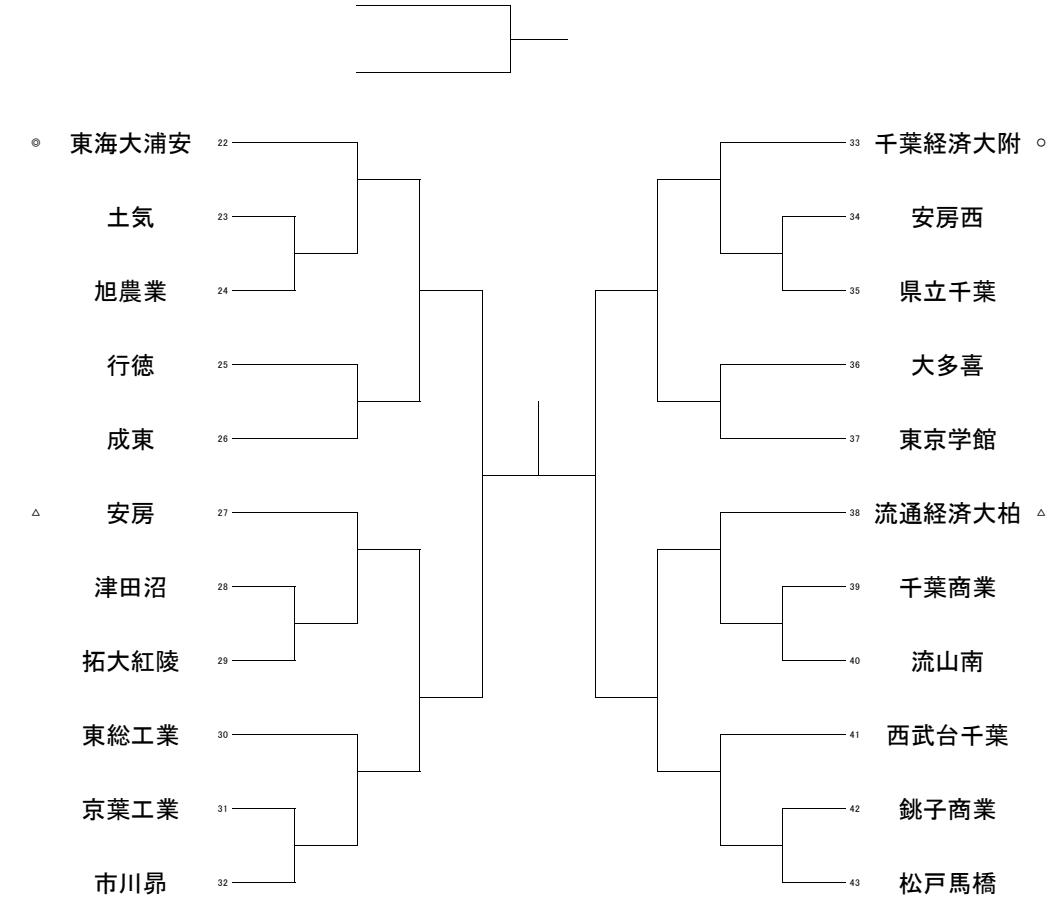 ◎ 東海大浦安 22
土気 23
旭農業 24
行徳 25
成東 26
△ 安房 27
津田沼 28
拓大紅陵 29
東総工業 30
京葉工業 31
市川昴 32
33 千葉経済大附 ○
34 安房西
35 県立千葉
36 大多喜
37 東京学館
38 流通経済大柏 △
39 千葉商業
40 流山南
41 西武台千葉
42 銚子商業
43 松戸馬橋